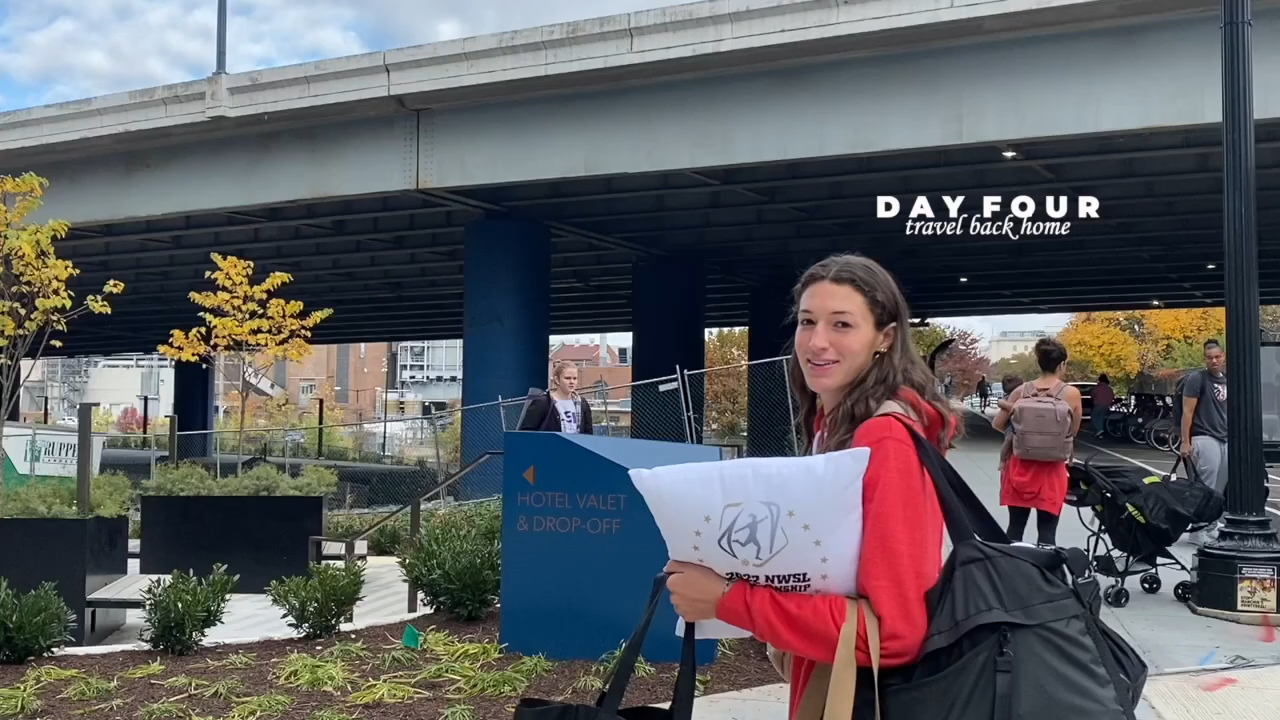 DAY FOUR
travel back home
HOTEL VALET
& DROP-OFF
2022 NWSL